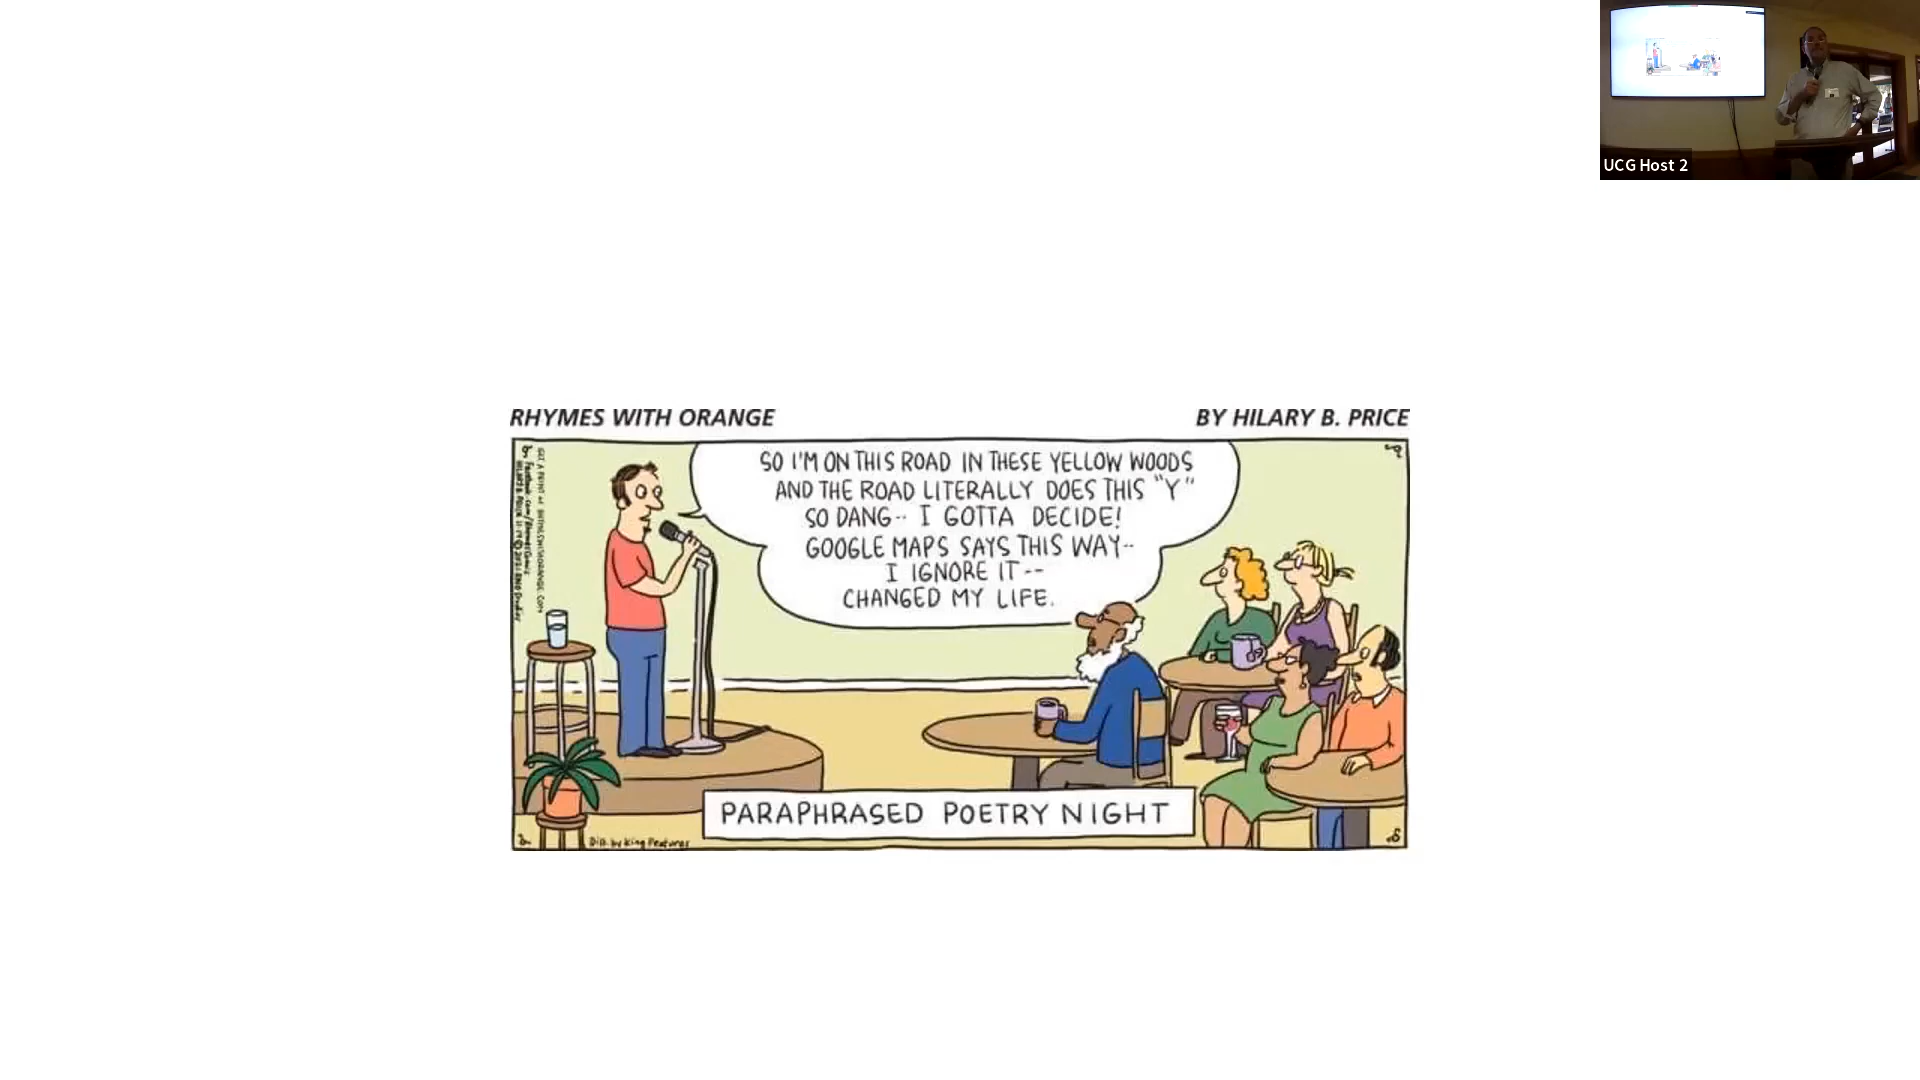 UCG Host 2
RHYMES WITH ORANGE
BY HILARY B. PRICE
SO I'M ON THIS ROAD IN THESE YELLOW WOODS
AND THE ROAD LITERALLY DOES THIS "Y"
SO DANG-- I GOTTA DECIDE!
GOOGLE MAPS SAYS THIS WAY--
I IGNORE IT--
CHANGED MY LIFE.
PARAPHRASED POETRY NIGHT
Dist. by King Features